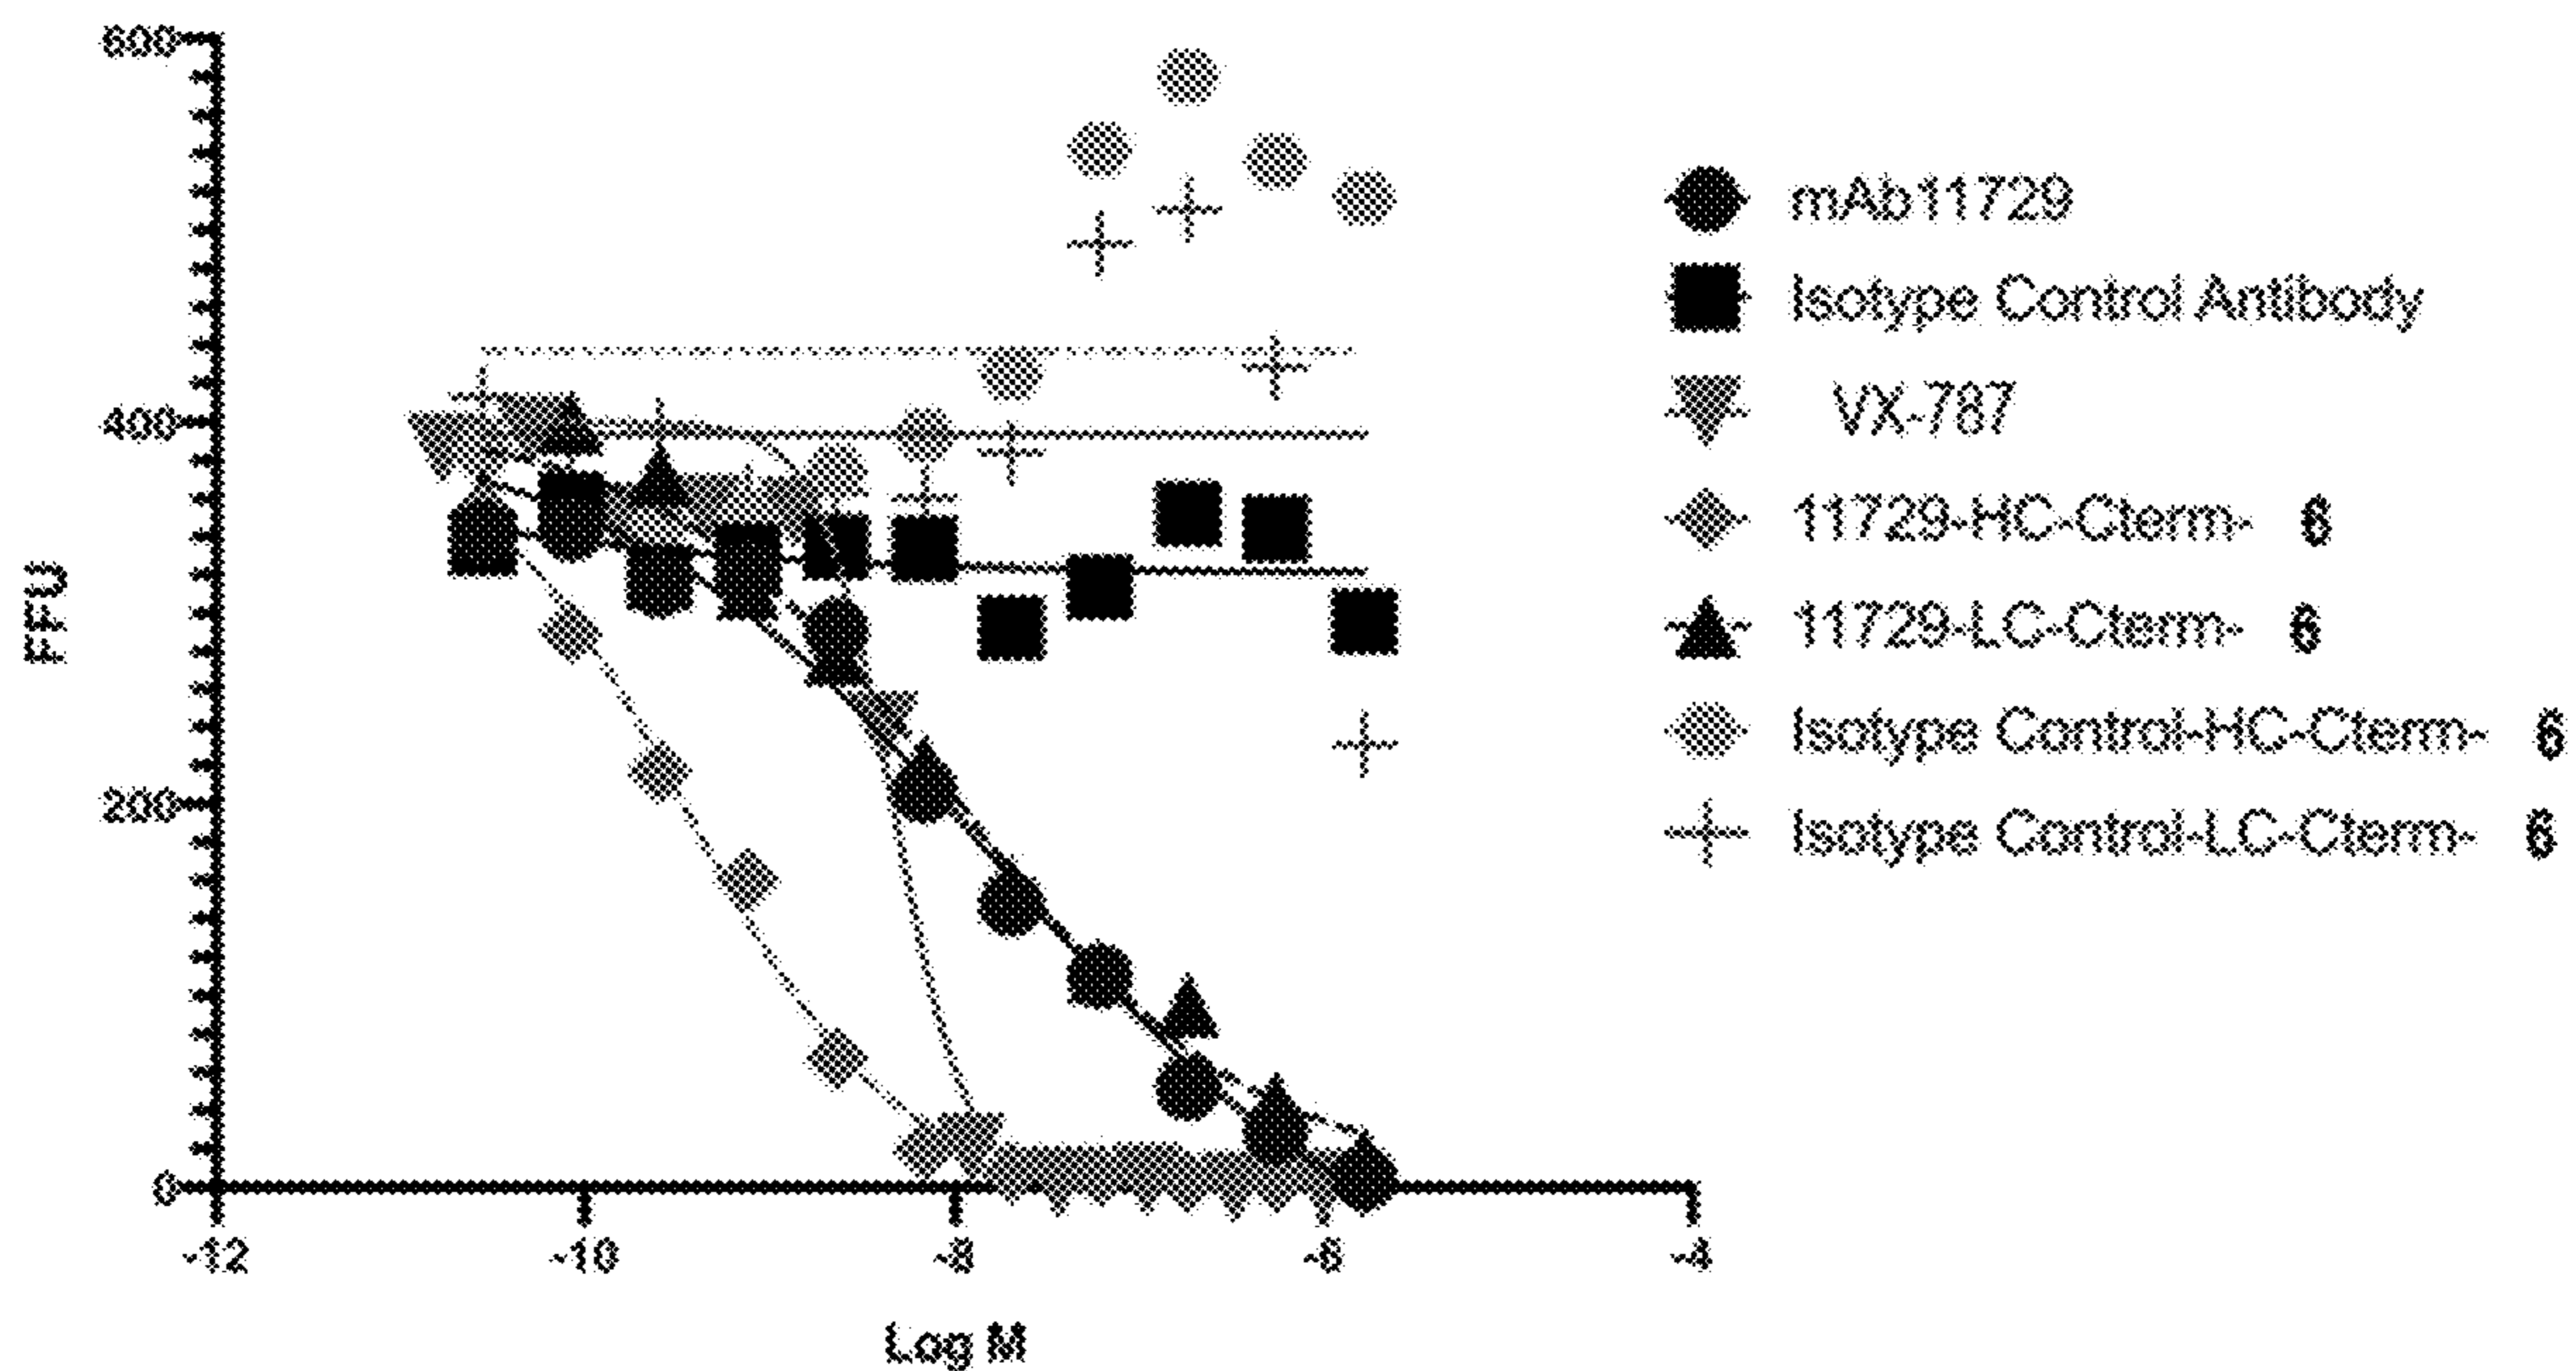 600
400
200
0
FFU
-12
-10
-8
-6
-4
Log M
mAb11729
Isotype Control Antibody
VX-787
11729-HC-Cterm- 6
11729-LC-Cterm- 6
Isotype Control-HC-Cterm- 6
Isotype Control-LC-Cterm- 6